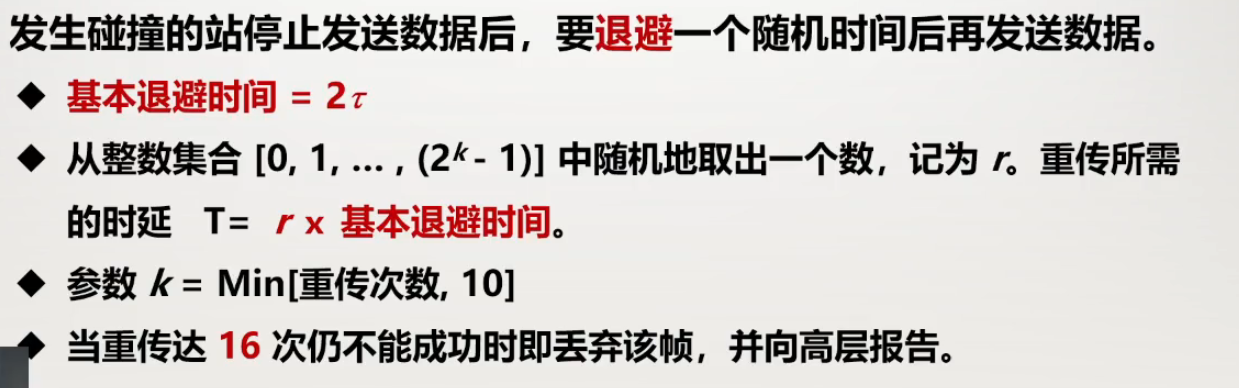 发生碰撞的站停止发送数据后，要退避一个随机时间后再发送数据。
◆ 基本退避时间 = 2τ
◆ 从整数集合 [0, 1, … , (2ᵏ - 1)] 中随机地取出一个数，记为 r。重传所需
的时延 T= r x 基本退避时间。
◆ 参数 k = Min[重传次数, 10]
◆ 当重传达 16 次仍不能成功时即丢弃该帧，并向高层报告。